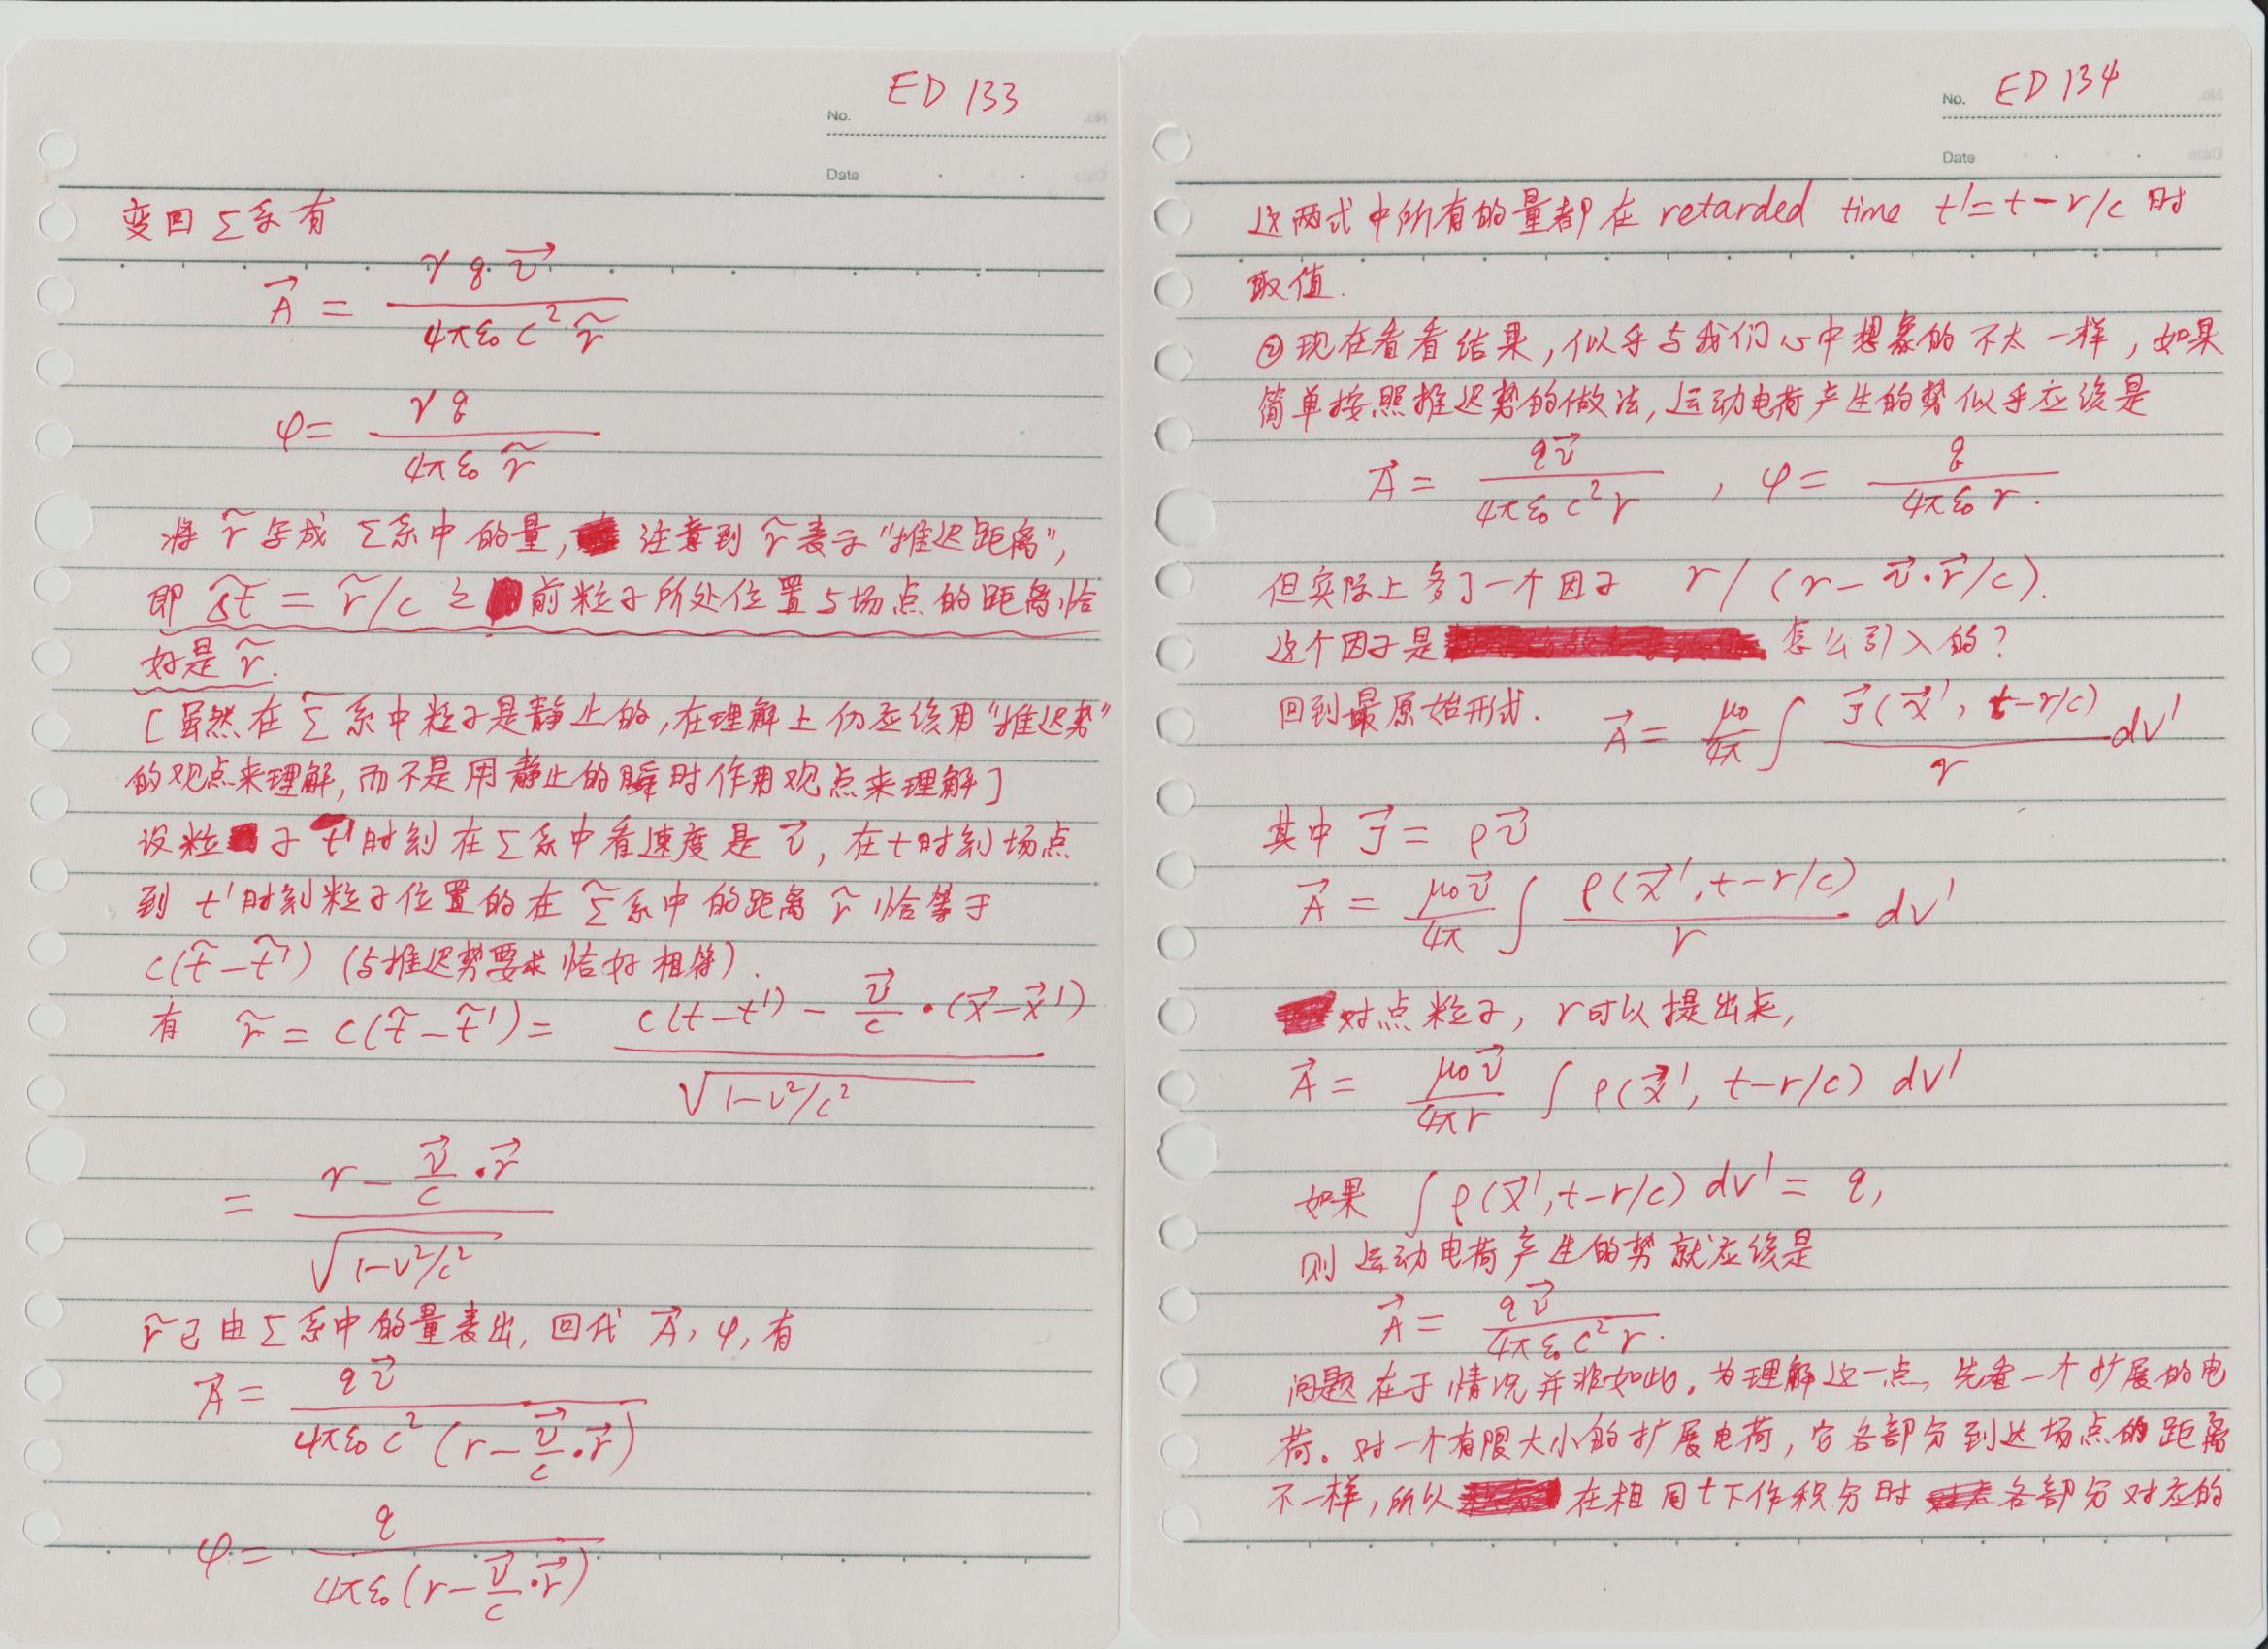 ED 133
No.
Date
变回 Σ系有
$\vec{A} = \frac{\gamma q \vec{v}}{4\pi\varepsilon_0 c^2 \tilde{r}}$
$\varphi = \frac{\gamma q}{4\pi\varepsilon_0 \tilde{r}}$
将 $\tilde{r}$ 写成 Σ系中的量, 注意到 $\tilde{r}$ 表示"推迟距离",
即 $\tilde{\Delta t} = \tilde{r}/c$ 之前粒子所处位置与场点的距离恰
好是 $\tilde{r}$.
[虽然在 $\tilde{Σ}$ 系中粒子是静止的,在理解上仍应该用"推迟势"
的观点来理解,而不是用静止的瞬时作用观点来理解]
设粒子 t'时刻在Σ系中看速度是 $\vec{v}$, 在t时刻场点
到 t'时刻粒子位置的在 $\tilde{Σ}$系中的距离 $\tilde{r}$ 恰等于
$c(\tilde{t}-\tilde{t}')$ (与推迟势要求恰好相符).
有 $\tilde{r} = c(\tilde{t}-\tilde{t}') = \frac{c(t-t') - \frac{\vec{v}}{c}\cdot(\vec{x}-\vec{x}')}{\sqrt{1-v^2/c^2}}$
$= \frac{r - \frac{\vec{v}}{c}\cdot\vec{r}}{\sqrt{1-v^2/c^2}}$
$\tilde{r}$已由Σ系中的量表出, 回代 $\vec{A}$, φ, 有
$\vec{A} = \frac{q\vec{v}}{4\pi\varepsilon_0 c^2 (r - \frac{\vec{v}}{c}\cdot\vec{r})}$
$\varphi = \frac{q}{4\pi\varepsilon_0 (r - \frac{\vec{v}}{c}\cdot\vec{r})}$
ED 134
No.
Date
这两式中所有的量都在 retarded time t'=t-r/c 时
取值.
②现在看看结果,似乎与我们心中想象的不太一样,如果
简单按照推迟势的做法,运动电荷产生的势似乎应该是
$\vec{A} = \frac{q\vec{v}}{4\pi\varepsilon_0 c^2 r}$ , $\varphi = \frac{q}{4\pi\varepsilon_0 r}$.
但实际上多了一个因子 $r/(r-\vec{v}\cdot\vec{r}/c)$.
这个因子是 怎么引入的?
回到最原始形式. $\vec{A} = \frac{\mu_0}{4\pi}\int \frac{\vec{J}(\vec{x}', t-r/c)}{r} dV'$
其中 $\vec{J} = \rho\vec{v}$
$\vec{A} = \frac{\mu_0\vec{v}}{4\pi}\int \frac{\rho(\vec{x}', t-r/c)}{r} dV'$
对点粒子, r可以提出来,
$\vec{A} = \frac{\mu_0\vec{v}}{4\pi r}\int \rho(\vec{x}', t-r/c) dV'$
如果 $\int \rho(\vec{x}', t-r/c) dV' = q$,
则运动电荷产生的势就应该是
$\vec{A} = \frac{q\vec{v}}{4\pi\varepsilon_0 c^2 r}$.
问题在于情况并非如此。为理解这一点, 先看一个扩展的电
荷。对一个有限大小的扩展电荷, 它各部分到达场点的距离
不一样, 所以 在相同t下作积分时 各部分对应的